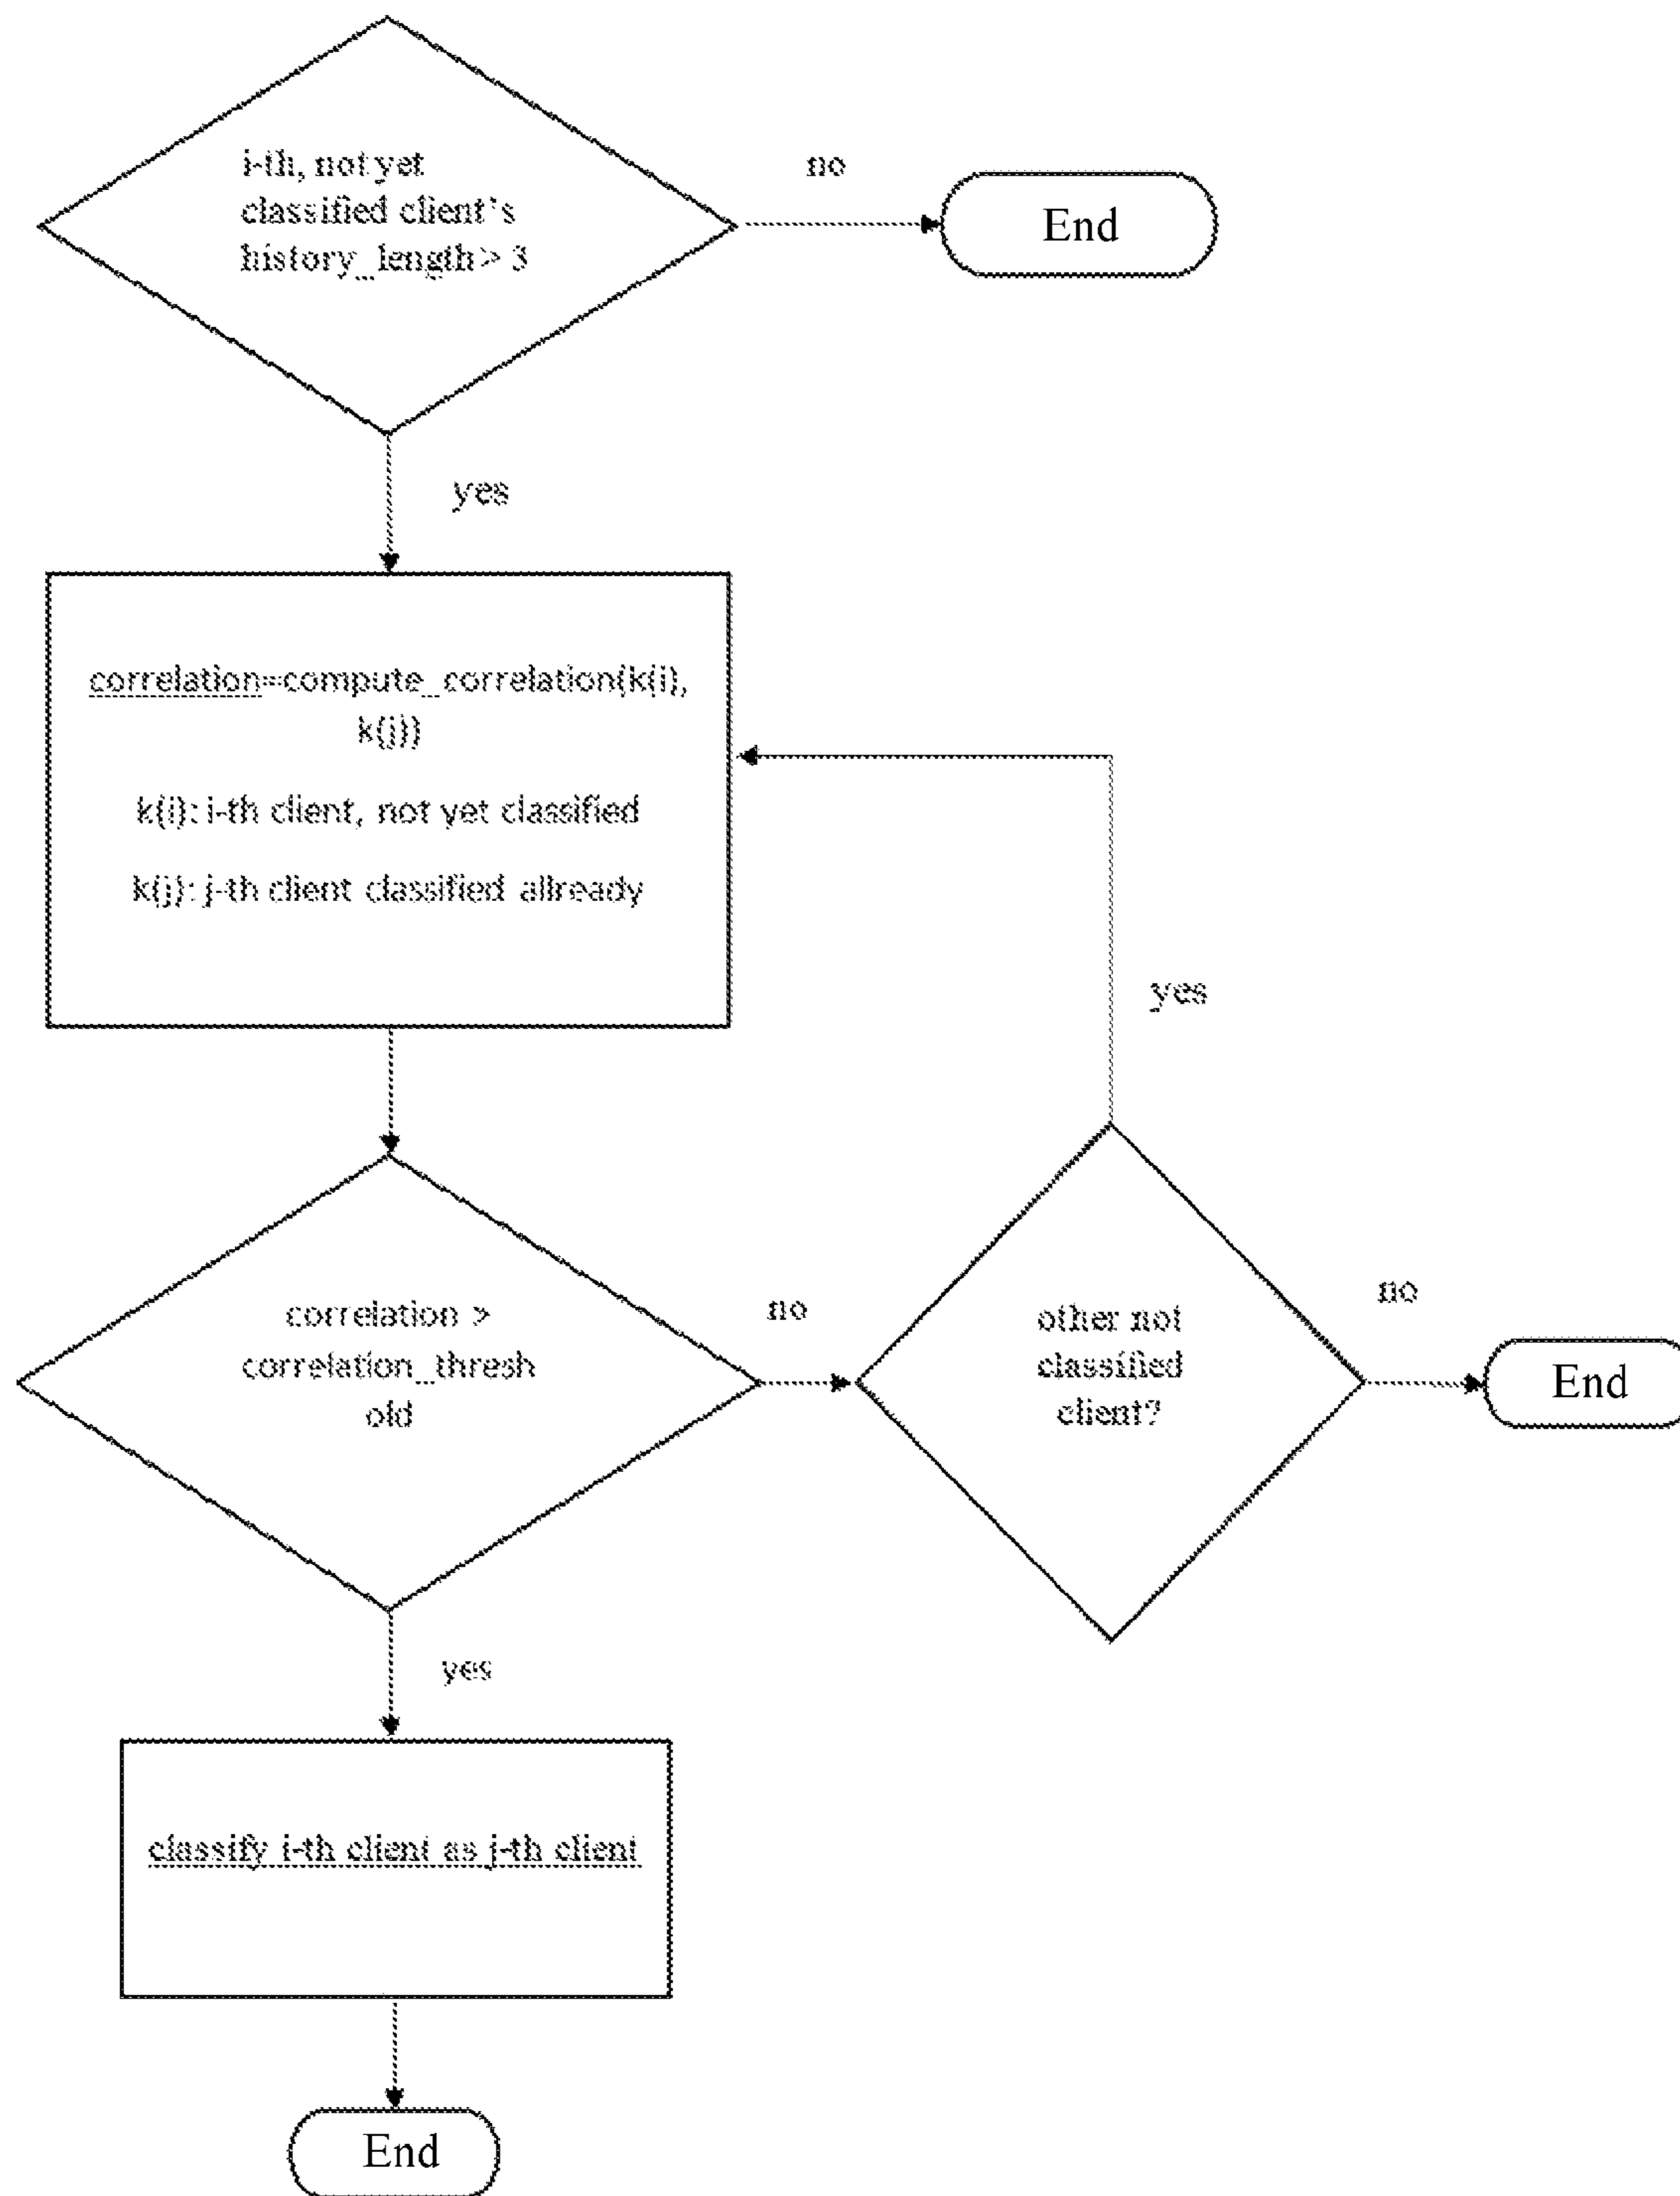 i-th, not yet
classified client's
history_length > 3
no
End
yes
correlation=compute_correlation(k(i),
k(j))
k(i): i-th client, not yet classified
k(j): j-th client classified allready
yes
correlation >
correlation_thresh
old
no
other not
classified
client?
no
End
yes
classify i-th client as j-th client
End